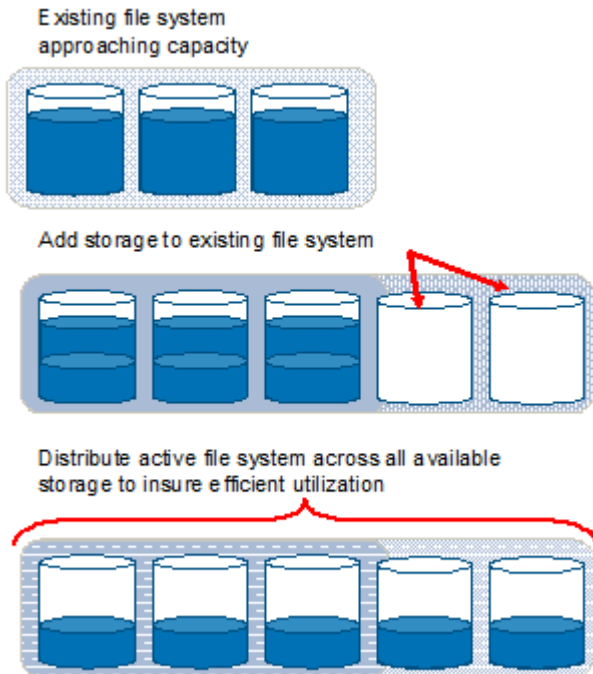 Existing file system
approaching capacity
Add storage to existing file system
Distribute active file system across all available
storage to insure efficient utilization